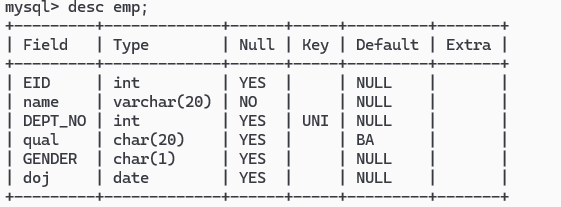 mysql> desc emp;
+---------+-------------+------+-----+---------+-------+
| Field   | Type        | Null | Key | Default | Extra |
+---------+-------------+------+-----+---------+-------+
| EID     | int         | YES  |     | NULL    |       |
| name    | varchar(20) | NO   |     | NULL    |       |
| DEPT_NO | int         | YES  | UNI | NULL    |       |
| qual    | char(20)    | YES  |     | BA      |       |
| GENDER  | char(1)     | YES  |     | NULL    |       |
| doj     | date        | YES  |     | NULL    |       |
+---------+-------------+------+-----+---------+-------+